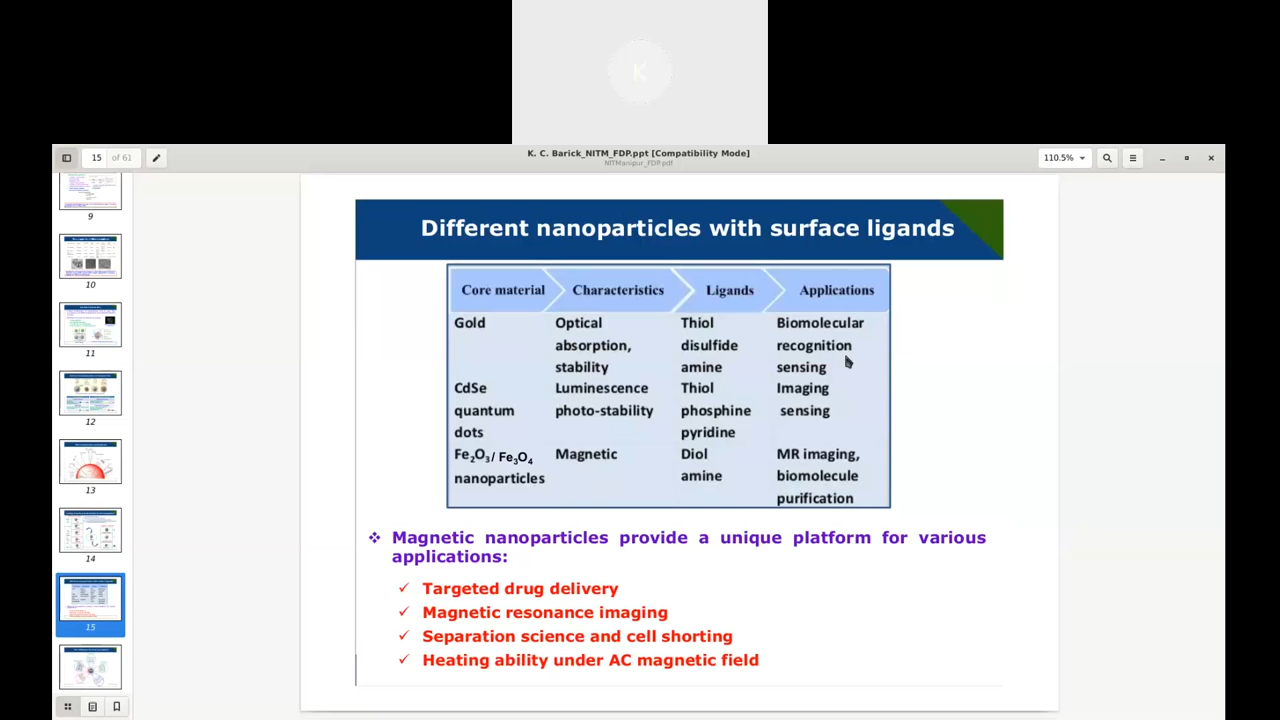 K
15 of 61
K. C. Barick_NITM_FDP.ppt [Compatibility Mode]
NITManipur_FDP.pdf
110.5%
9
10
11
12
13
14
15
Different nanoparticles with surface ligands
Core material Characteristics Ligands Applications
Gold Optical Thiol Biomolecular
absorption, disulfide recognition
stability amine sensing
CdSe Luminescence Thiol Imaging
quantum photo-stability phosphine sensing
dots pyridine
Fe₂O₃/ Fe₃O₄ Magnetic Diol MR imaging,
nanoparticles amine biomolecule
purification
❖ Magnetic nanoparticles provide a unique platform for various
applications:
✓ Targeted drug delivery
✓ Magnetic resonance imaging
✓ Separation science and cell shorting
✓ Heating ability under AC magnetic field